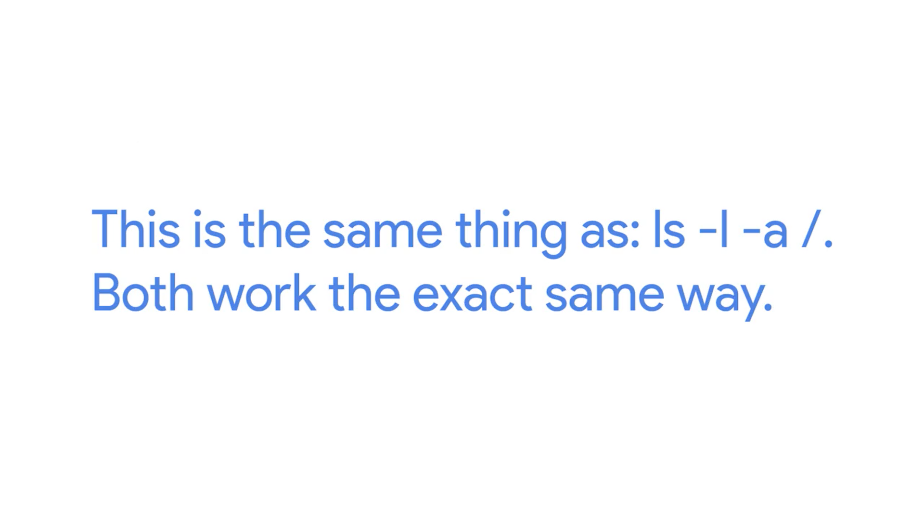 This is the same thing as: ls -l -a /.
Both work the exact same way.